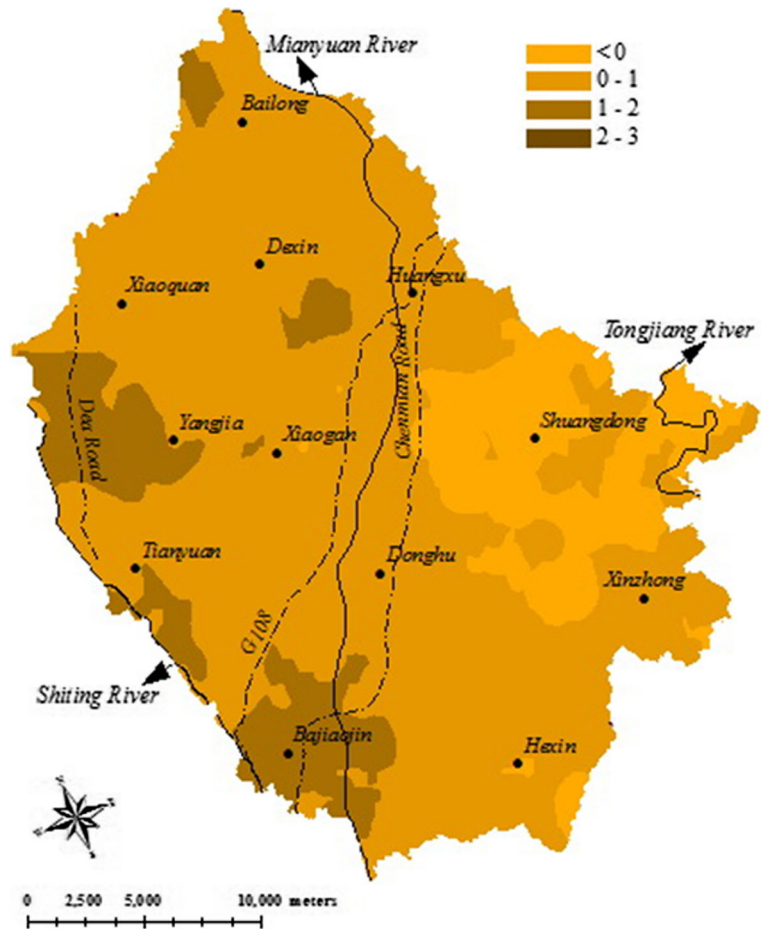 Mianyuan River
<0
0 - 1
1 - 2
2 - 3
Bailong
Dexin
Huangxu
Xiaoquan
Tongjiang River
Chenmian Road
Dea Road
Yangjia
Xiaogan
Shuangdong
Tianyuan
Donghu
Xinzhong
G108
Shiting River
Bajiaojin
Hexin
0 2,500 5,000 10,000 meters